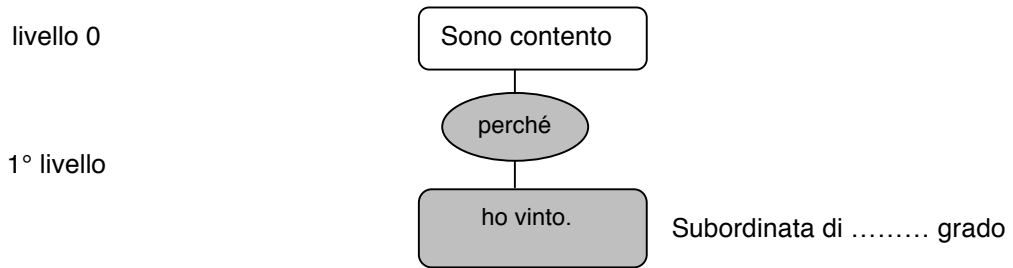 livello 0
Sono contento
perché
1° livello
ho vinto.
Subordinata di ……… grado